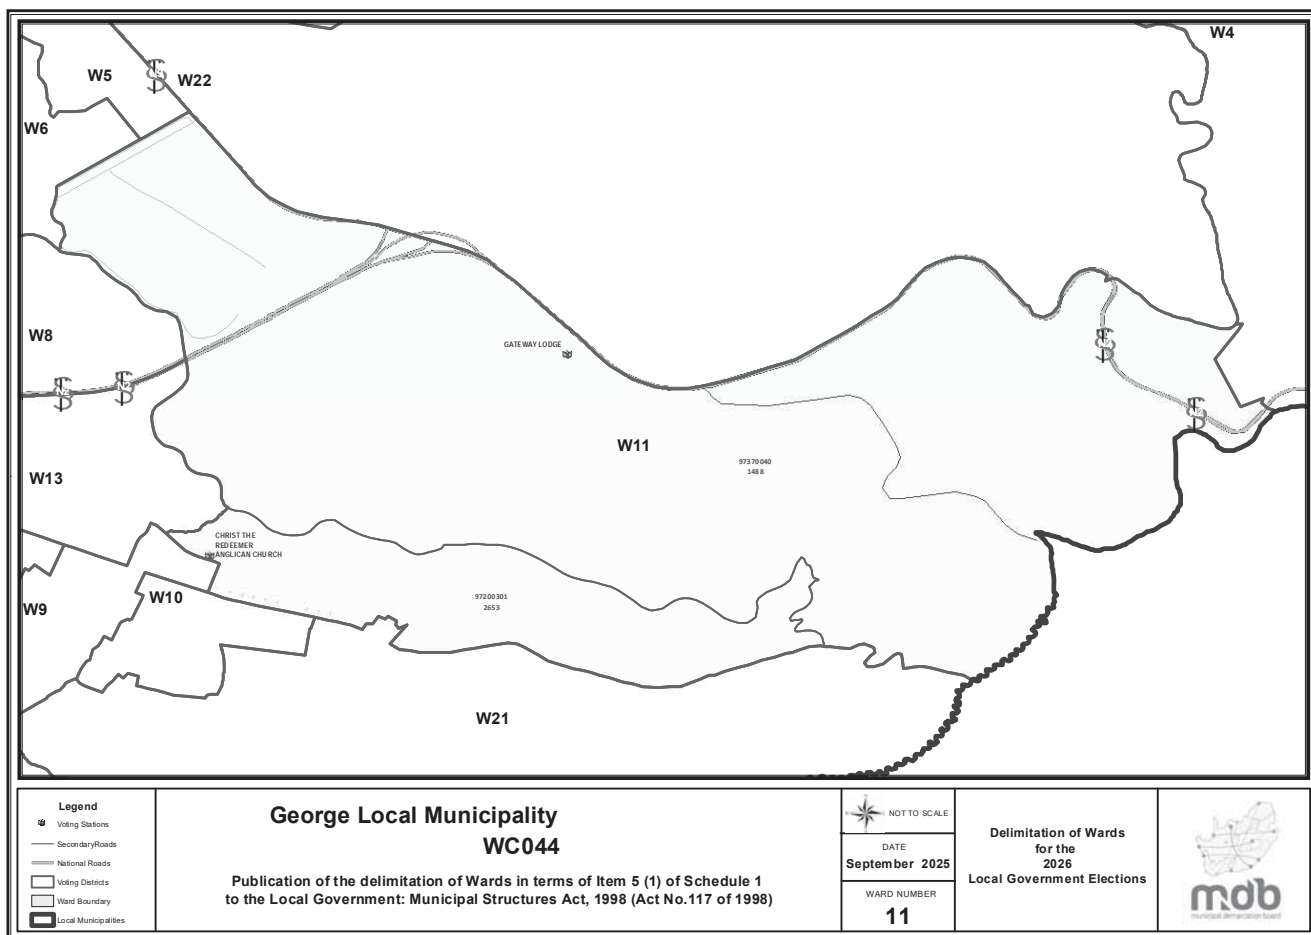 W4
W5
W22
W6
W8
GATEWAY LODGE
N2
N2
W11
97370040
1488
W13
CHRIST THE
REDEEMER
ANGLICAN CHURCH
W10
W9
97200301
2653
W21
Legend
Voting Stations
SecondaryRoads
National Roads
Voting Districts
Ward Boundary
Local Municipalities
George Local Municipality
WC044
Publication of the delimitation of Wards in terms of Item 5 (1) of Schedule 1
to the Local Government: Municipal Structures Act, 1998 (Act No.117 of 1998)
NOT TO SCALE
DATE
September 2025
WARD NUMBER
11
Delimitation of Wards
for the
2026
Local Government Elections
mdb
municipal demarcation board